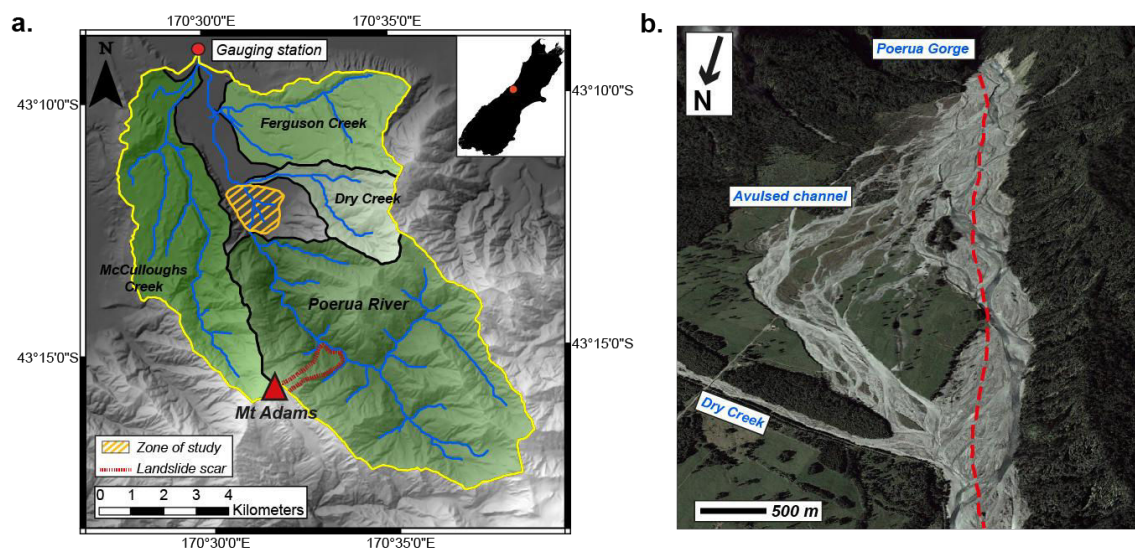 a.
170°30'0"E
170°35'0"E
N
Gauging station
43°10'0"S
43°10'0"S
Ferguson Creek
Dry Creek
McCulloughs
Creek
Poerua River
43°15'0"S
43°15'0"S
Mt Adams
Zone of study
Landslide scar
0 1 2 3 4
Kilometers
170°30'0"E
170°35'0"E
b.
N
Poerua Gorge
Avulsed channel
Dry Creek
500 m